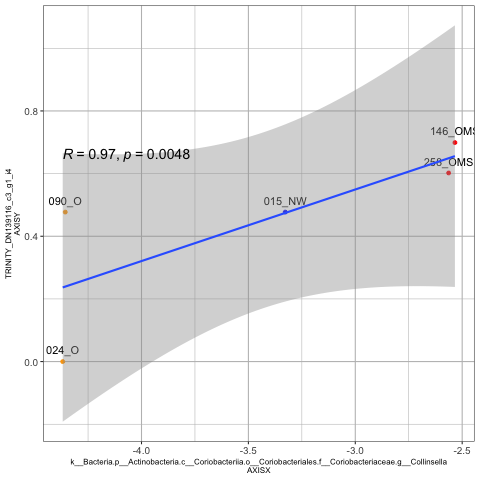 146_OMS
R = 0.97, p = 0.0048
258_OMS
090_O
015_NW
024_O
0.8
0.4
0.0
TRINITY_DN139116_c3_g1_i4
AXISY
-4.0
-3.5
-3.0
-2.5
k__Bacteria.p__Actinobacteria.c__Coriobacteriia.o__Coriobacteriales.f__Coriobacteriaceae.g__Collinsella
AXISX